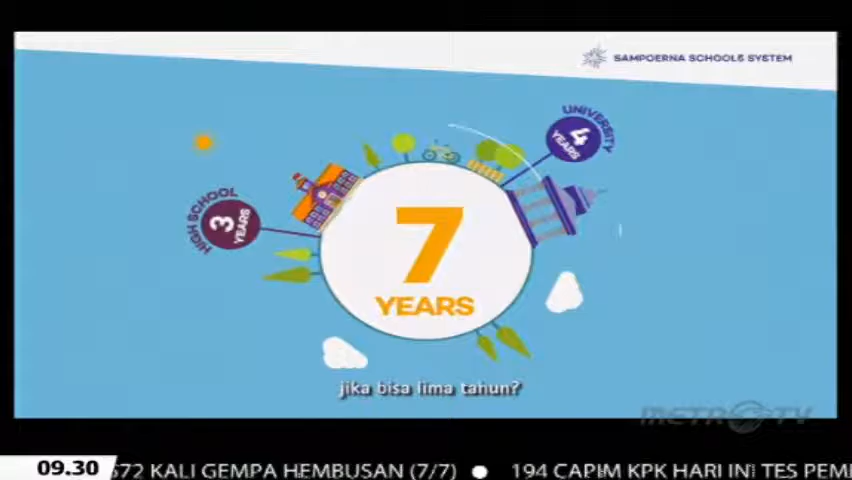 SAMPOERNA SCHOOLS SYSTEM
UNIVERSITY
4
YEARS
HIGH SCHOOL
3
YEARS
7
YEARS
jika bisa lima tahun?
METRO TV
09.30
672 KALI GEMPA HEMBUSAN (7/7) ● 194 CAPIM KPK HARI INI TES PEM